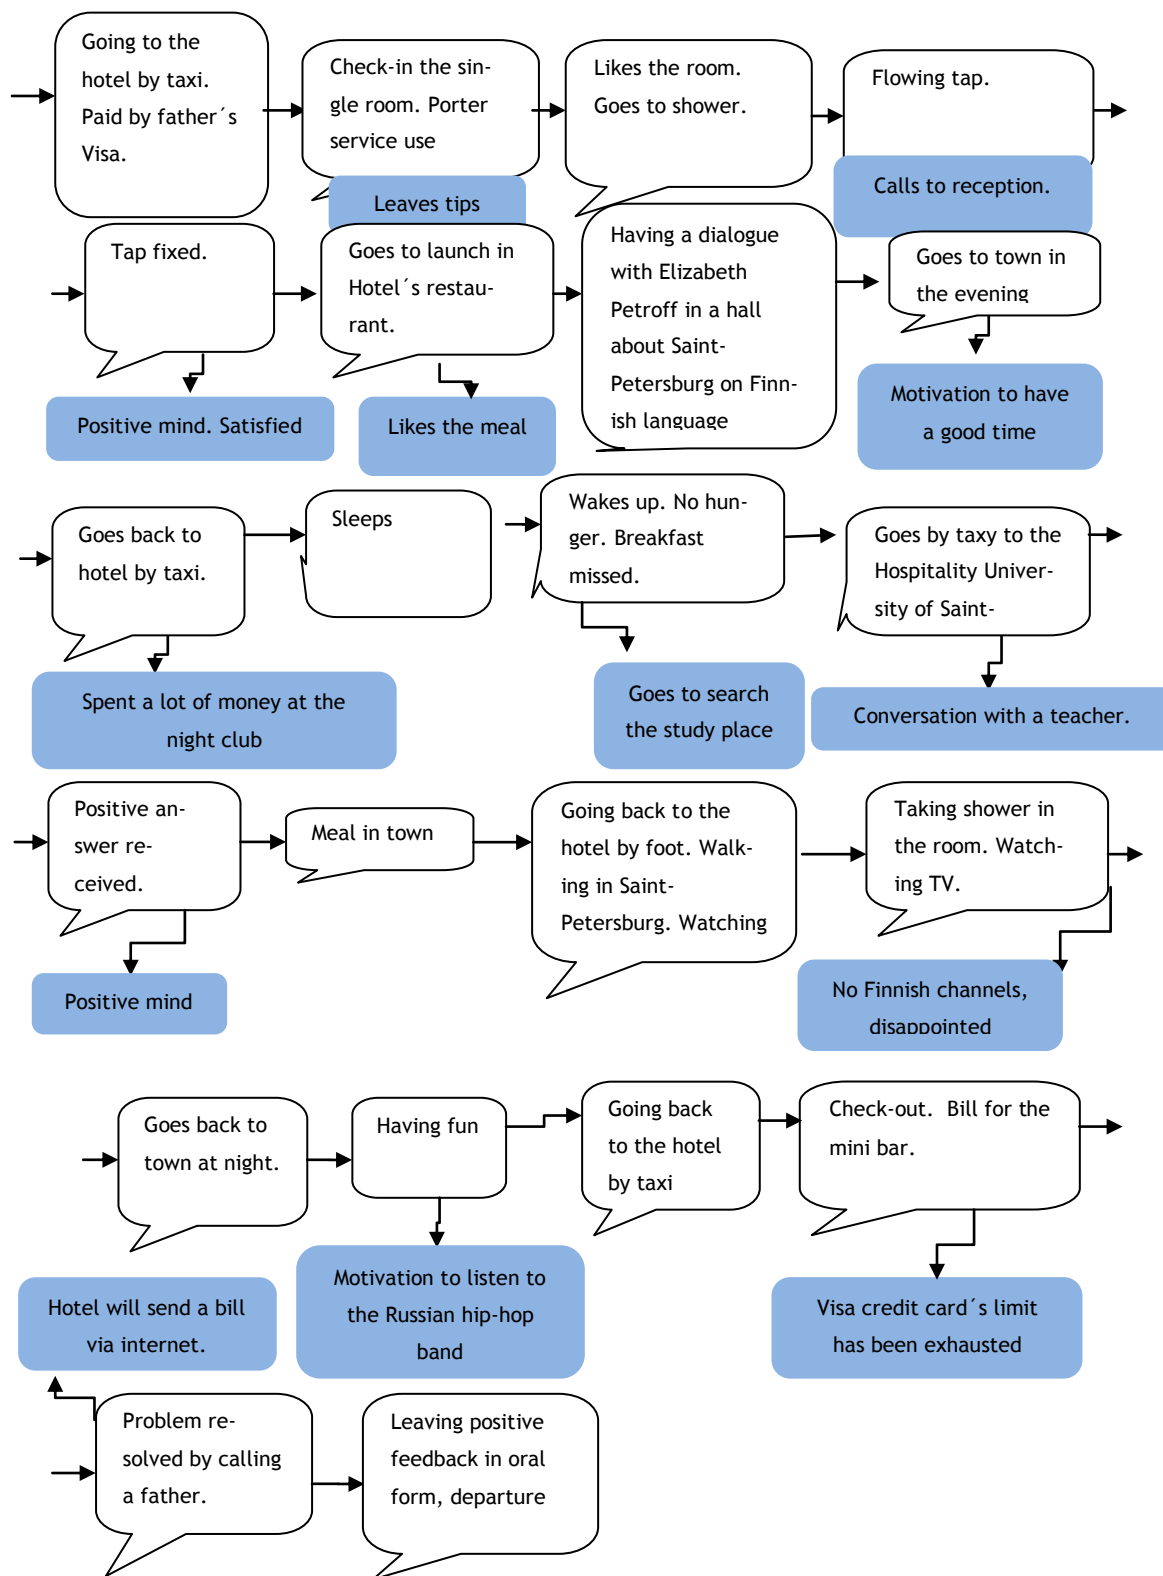 Going to the
hotel by taxi.
Paid by father´s
Visa.
Check-in the sin-
gle room. Porter
service use
Leaves tips
Likes the room.
Goes to shower.
Flowing tap.
Calls to reception.
Tap fixed.
Positive mind. Satisfied
Goes to launch in
Hotel´s restau-
rant.
Likes the meal
Having a dialogue
with Elizabeth
Petroff in a hall
about Saint-
Petersburg on Finn-
ish language
Goes to town in
the evening
Motivation to have
a good time
Goes back to
hotel by taxi.
Spent a lot of money at the
night club
Sleeps
Wakes up. No hun-
ger. Breakfast
missed.
Goes to search
the study place
Goes by taxy to the
Hospitality Univer-
sity of Saint-
Conversation with a teacher.
Positive an-
swer re-
ceived.
Positive mind
Meal in town
Going back to the
hotel by foot. Walk-
ing in Saint-
Petersburg. Watching
Taking shower in
the room. Watch-
ing TV.
No Finnish channels,
disappointed
Goes back to
town at night.
Having fun
Motivation to listen to
the Russian hip-hop
band
Going back
to the hotel
by taxi
Check-out.  Bill for the
mini bar.
Visa credit card´s limit
has been exhausted
Hotel will send a bill
via internet.
Problem re-
solved by calling
a father.
Leaving positive
feedback in oral
form, departure